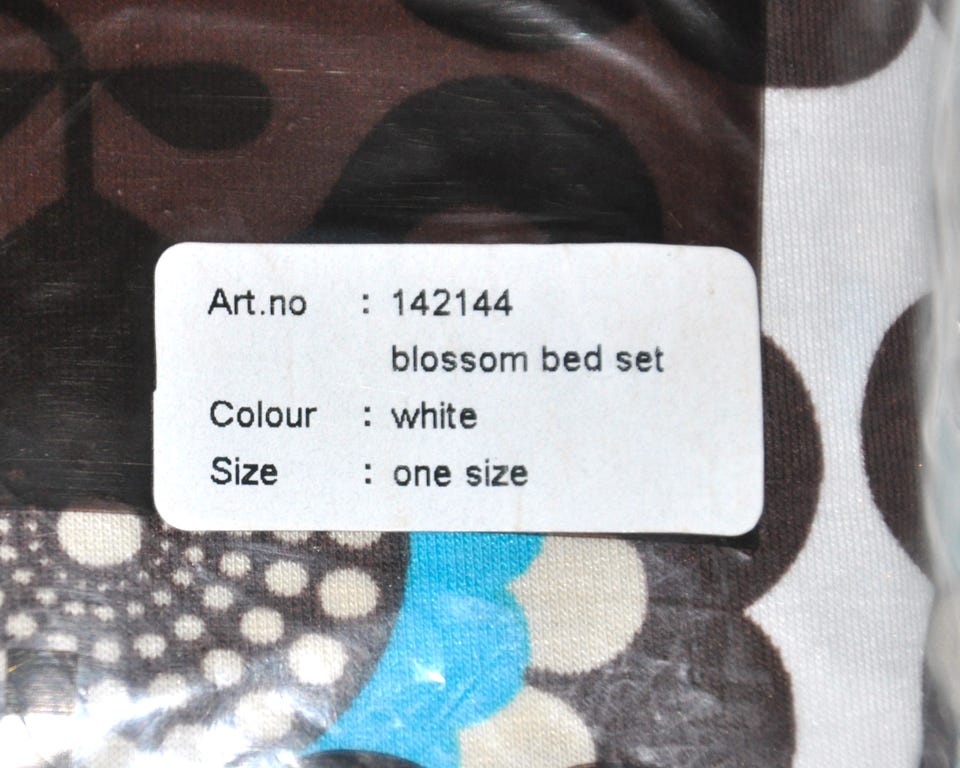 Art.no : 142144
blossom bed set
Colour : white
Size : one size